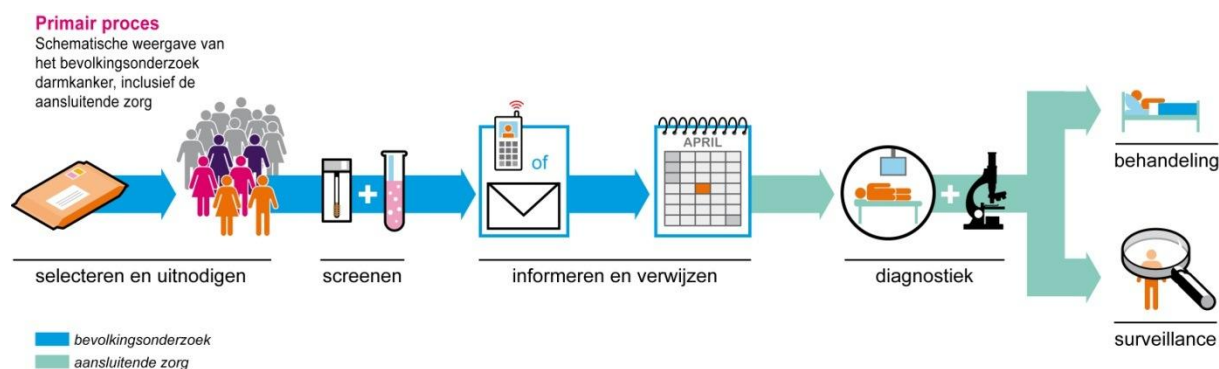 Primair proces
Schematische weergave van
het bevolkingsonderzoek
darmkanker, inclusief de
aansluitende zorg
of
APRIL
selecteren en uitnodigen
screenen
informeren en verwijzen
diagnostiek
behandeling
surveillance
bevolkingsonderzoek
aansluitende zorg